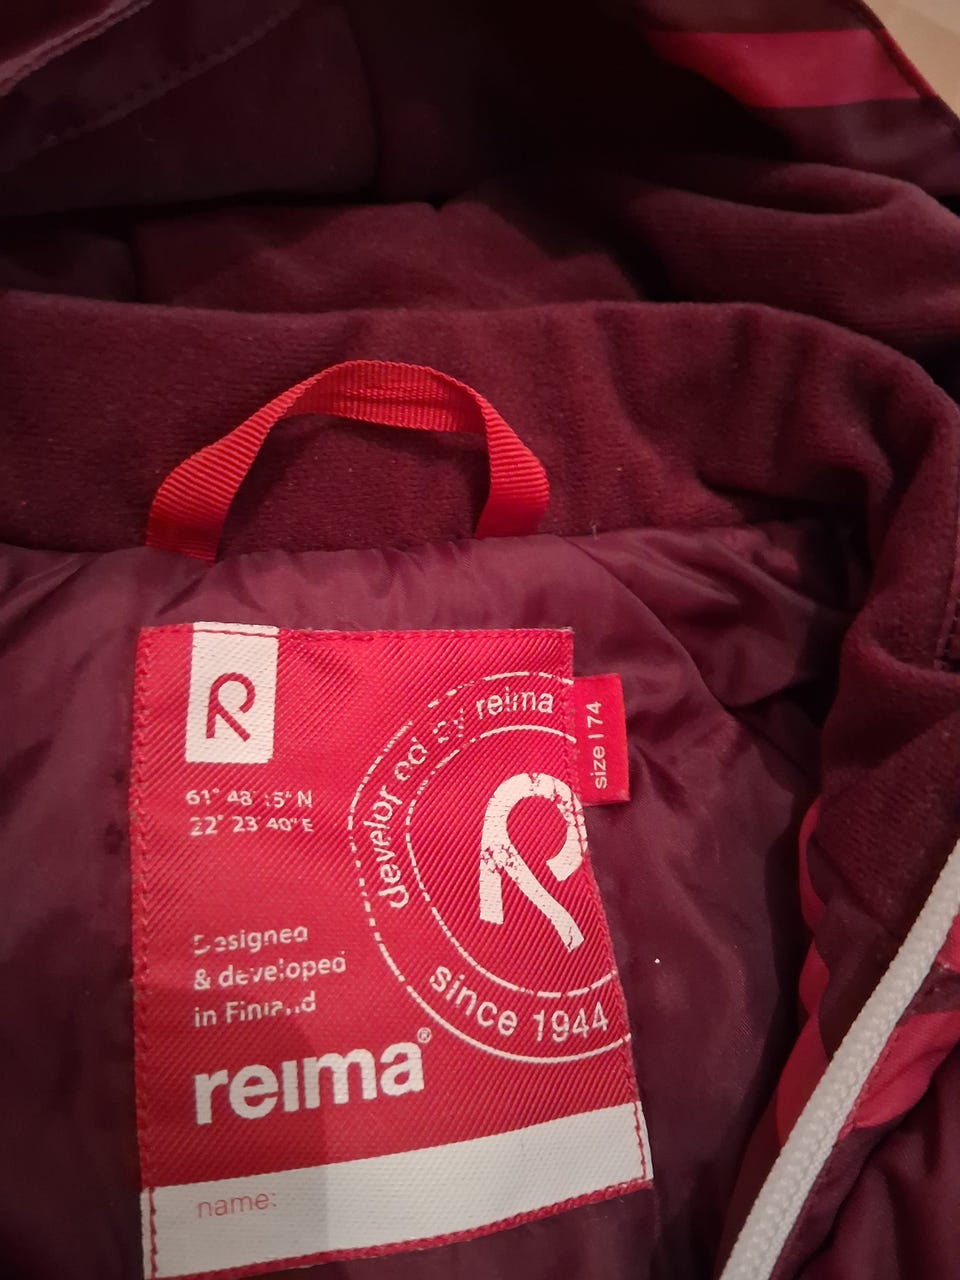 R
61° 48' 15" N
22° 23' 40" E
developed by reima
size | 74
R
since 1944
Designed
& developed
in Finland
reima®
name: